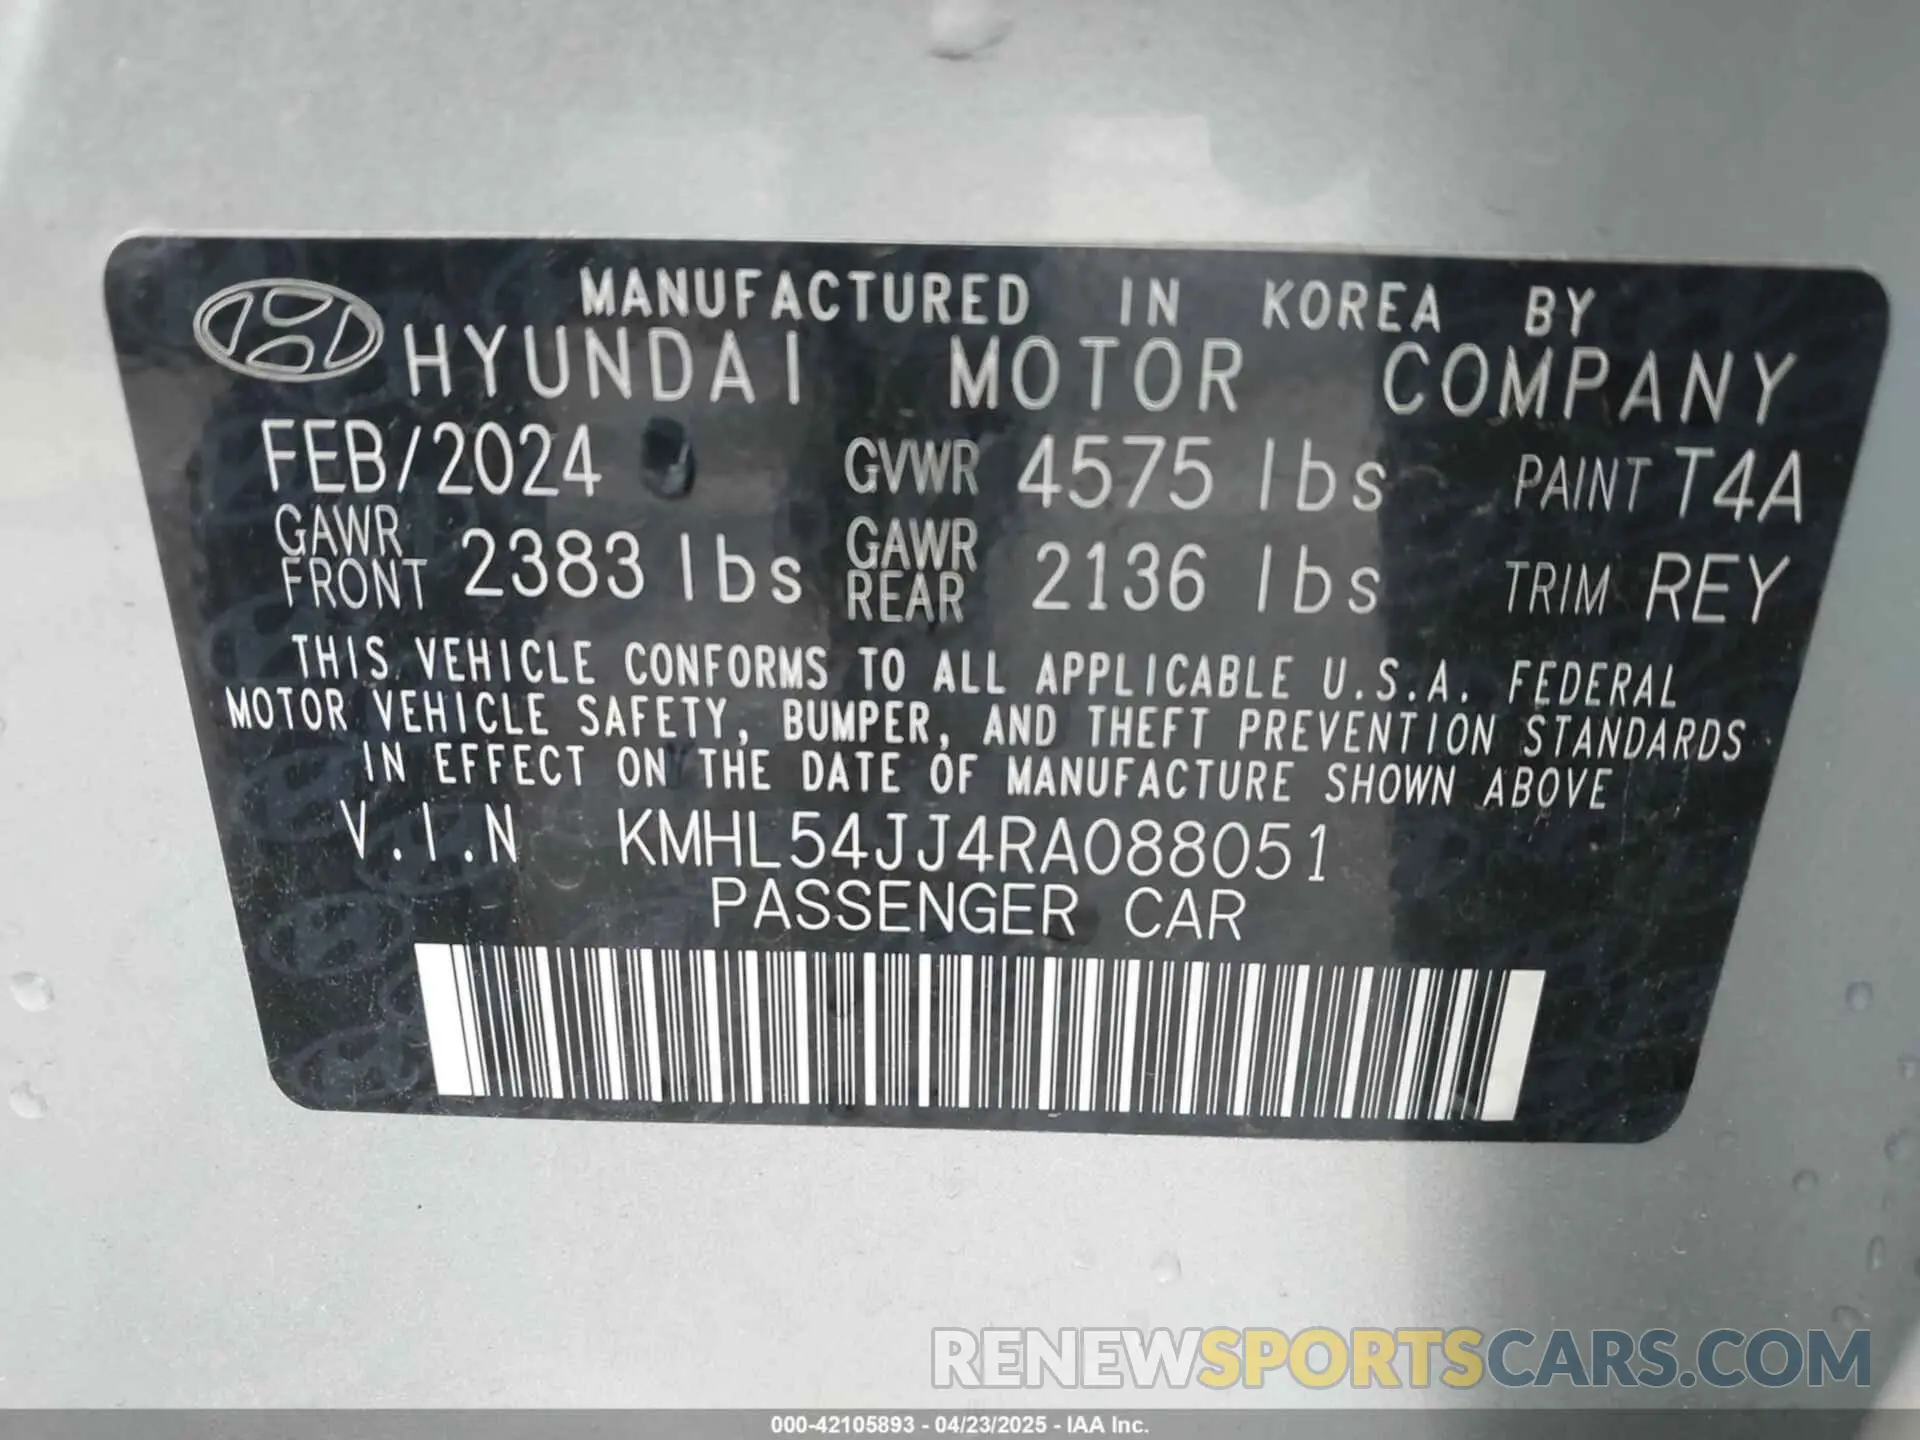 MANUFACTURED IN KOREA BY
HYUNDAI MOTOR COMPANY
FEB/2024 GVWR 4575 lbs PAINT T4A
GAWR FRONT 2383 lbs GAWR REAR 2136 lbs TRIM REY
THIS VEHICLE CONFORMS TO ALL APPLICABLE U.S.A. FEDERAL
MOTOR VEHICLE SAFETY, BUMPER, AND THEFT PREVENTION STANDARDS
IN EFFECT ON THE DATE OF MANUFACTURE SHOWN ABOVE
V.I.N KMHL54JJ4RA088051
PASSENGER CAR
RENEWSPORTSCARS.COM
000-42105893 - 04/23/2025 - IAA Inc.